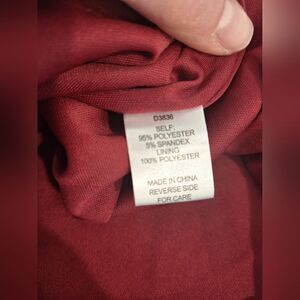 D3836
SELF:
95% POLYESTER
5% SPANDEX
LINING
100% POLYESTER
MADE IN CHINA
REVERSE SIDE
FOR CARE